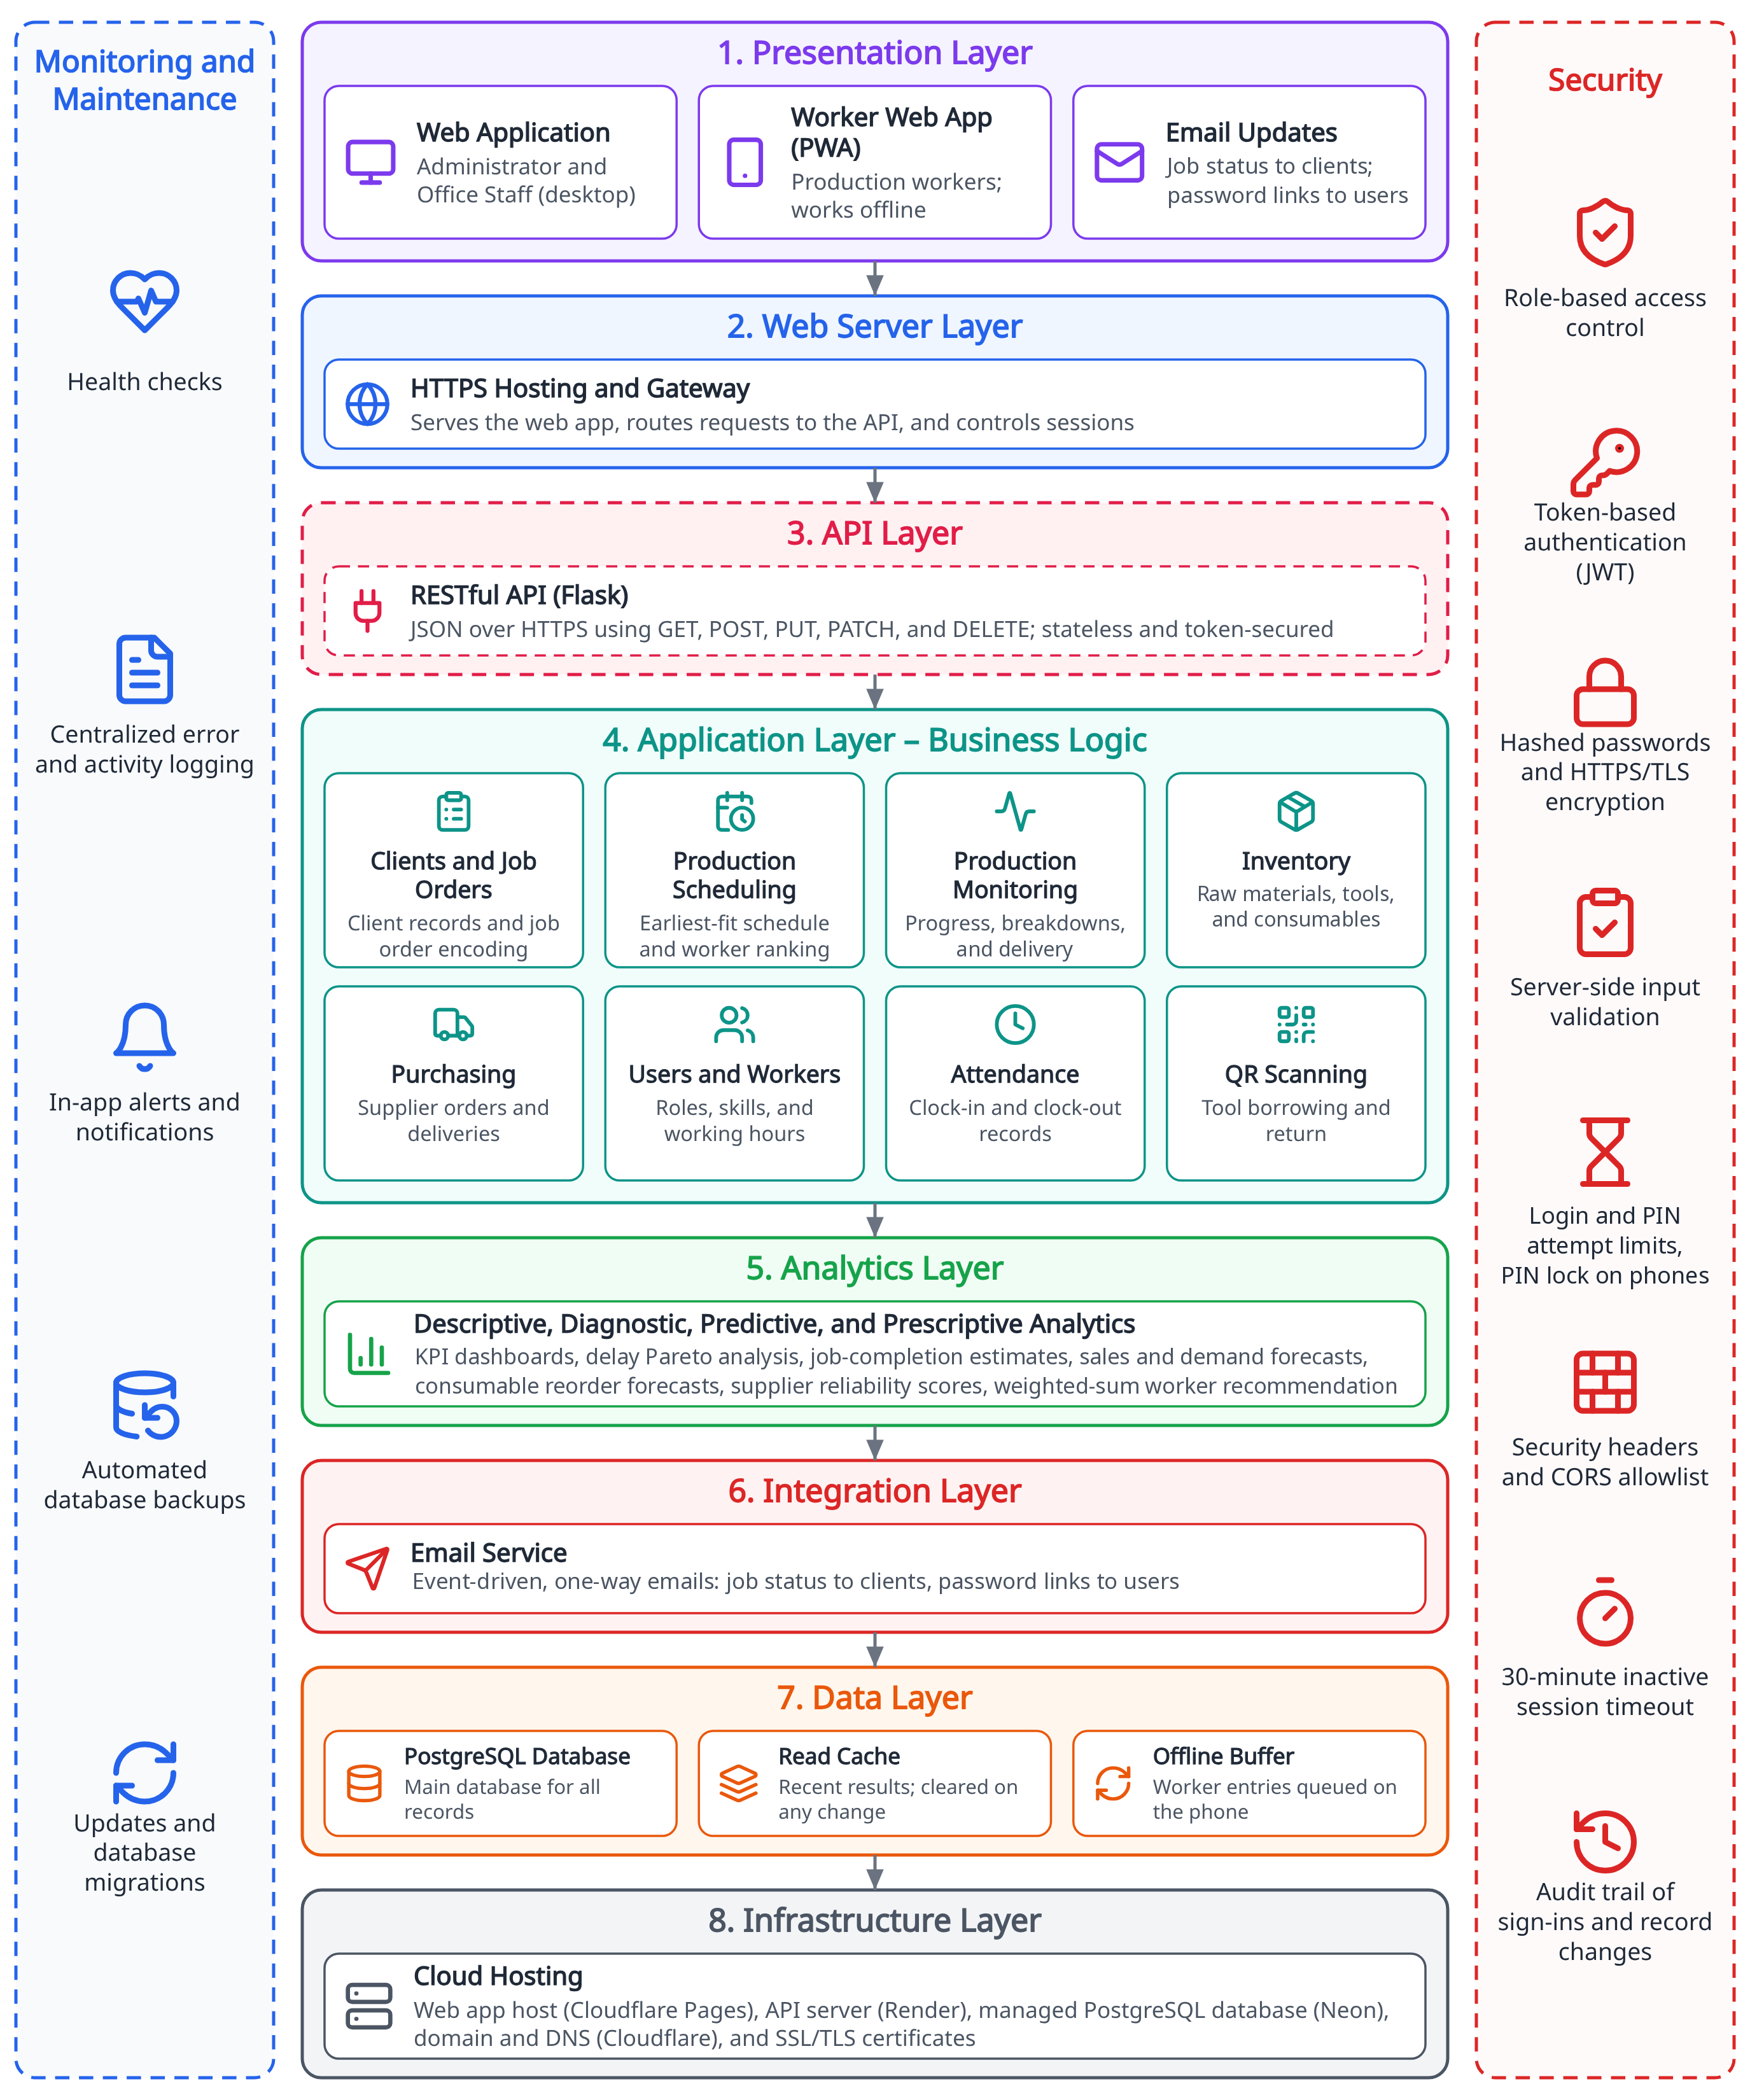 Monitoring and
Maintenance
Health checks
Centralized error
and activity logging
In-app alerts and
notifications
Automated
database backups
Updates and
database
migrations
1. Presentation Layer
Web Application
Administrator and
Office Staff (desktop)
Worker Web App
(PWA)
Production workers;
works offline
Email Updates
Job status to clients;
password links to users
2. Web Server Layer
HTTPS Hosting and Gateway
Serves the web app, routes requests to the API, and controls sessions
3. API Layer
RESTful API (Flask)
JSON over HTTPS using GET, POST, PUT, PATCH, and DELETE; stateless and token-secured
4. Application Layer – Business Logic
Clients and Job
Orders
Client records and job
order encoding
Production
Scheduling
Earliest-fit schedule
and worker ranking
Production
Monitoring
Progress, breakdowns,
and delivery
Inventory
Raw materials, tools,
and consumables
Purchasing
Supplier orders and
deliveries
Users and Workers
Roles, skills, and
working hours
Attendance
Clock-in and clock-out
records
QR Scanning
Tool borrowing and
return
5. Analytics Layer
Descriptive, Diagnostic, Predictive, and Prescriptive Analytics
KPI dashboards, delay Pareto analysis, job-completion estimates, sales and demand forecasts,
consumable reorder forecasts, supplier reliability scores, weighted-sum worker recommendation
6. Integration Layer
Email Service
Event-driven, one-way emails: job status to clients, password links to users
7. Data Layer
PostgreSQL Database
Main database for all
records
Read Cache
Recent results; cleared on
any change
Offline Buffer
Worker entries queued on
the phone
8. Infrastructure Layer
Cloud Hosting
Web app host (Cloudflare Pages), API server (Render), managed PostgreSQL database (Neon),
domain and DNS (Cloudflare), and SSL/TLS certificates
Security
Role-based access
control
Token-based
authentication
(JWT)
Hashed passwords
and HTTPS/TLS
encryption
Server-side input
validation
Login and PIN
attempt limits,
PIN lock on phones
Security headers
and CORS allowlist
30-minute inactive
session timeout
Audit trail of
sign-ins and record
changes